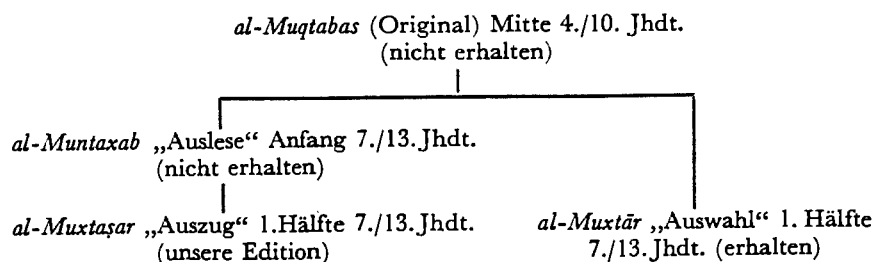 al-Muqtabas (Original) Mitte 4./10. Jhdt.
(nicht erhalten)
al-Muntaxab „Auslese“ Anfang 7./13. Jhdt.
(nicht erhalten)
al-Muxtaṣar „Auszug“ 1.Hälfte 7./13. Jhdt.
(unsere Edition)
al-Muxtār „Auswahl“ 1. Hälfte
7./13. Jhdt. (erhalten)